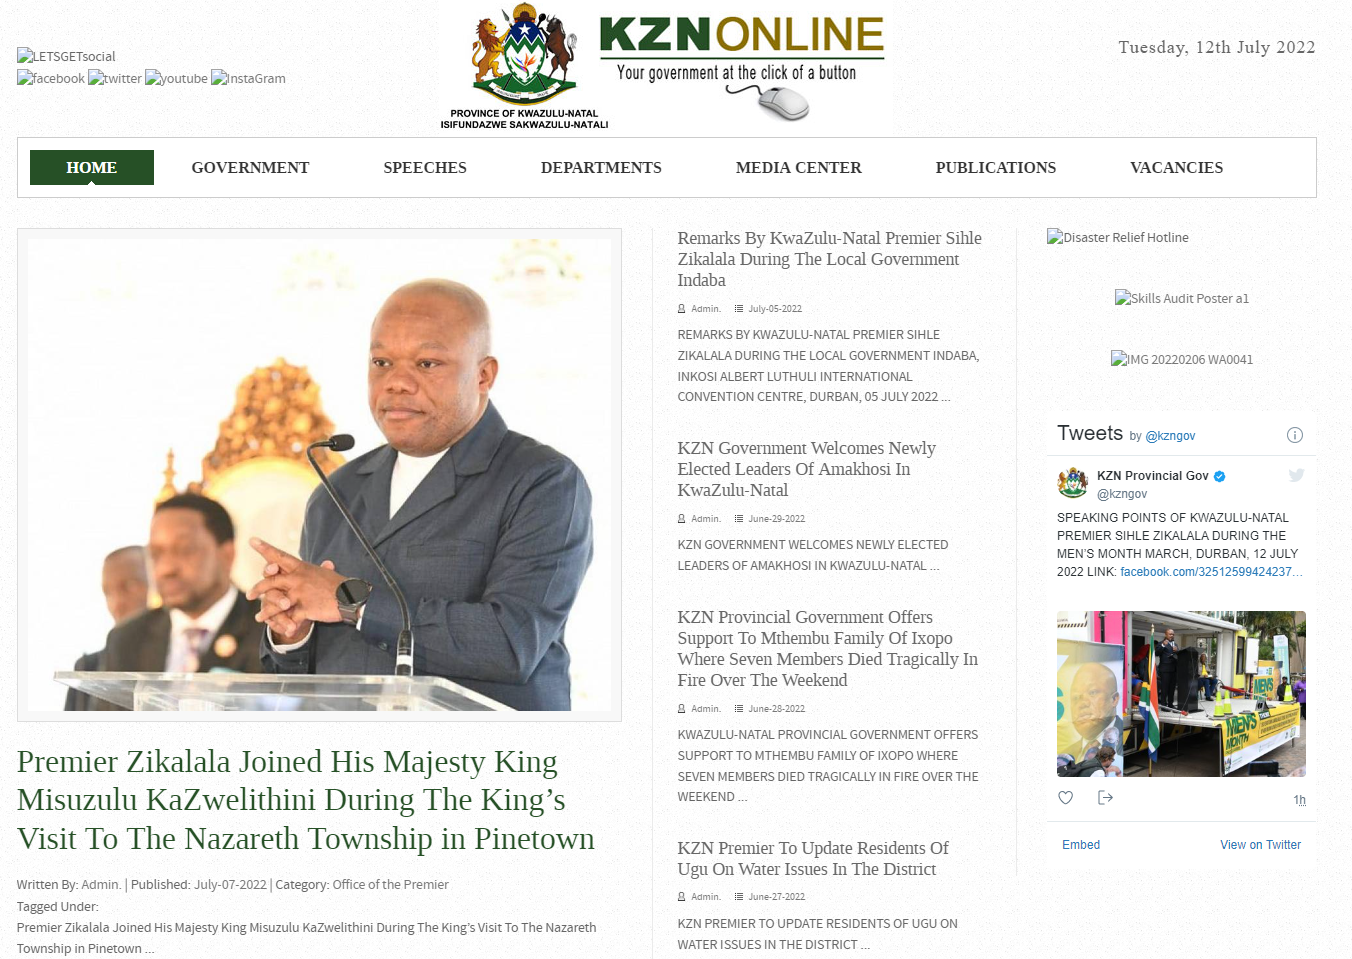 LETSGETsocial
facebook twitter youtube InstaGram
PROVINCE OF KWAZULU-NATAL
ISIFUNDAZWE SAKWAZULU-NATALI
KZNONLINE
Your government at the click of a button
Tuesday, 12th July 2022
HOME GOVERNMENT SPEECHES DEPARTMENTS MEDIA CENTER PUBLICATIONS VACANCIES
Premier Zikalala Joined His Majesty King
Misuzulu KaZwelithini During The King’s
Visit To The Nazareth Township in Pinetown
Written By: Admin. | Published: July-07-2022 | Category: Office of the Premier
Tagged Under:
Premier Zikalala Joined His Majesty King Misuzulu KaZwelithini During The King’s Visit To The Nazareth
Township in Pinetown ...
Remarks By KwaZulu-Natal Premier Sihle
Zikalala During The Local Government
Indaba
Admin. July-05-2022
REMARKS BY KWAZULU-NATAL PREMIER SIHLE
ZIKALALA DURING THE LOCAL GOVERNMENT INDABA,
INKOSI ALBERT LUTHULI INTERNATIONAL
CONVENTION CENTRE, DURBAN, 05 JULY 2022 ...
KZN Government Welcomes Newly
Elected Leaders Of Amakhosi In
KwaZulu-Natal
Admin. June-29-2022
KZN GOVERNMENT WELCOMES NEWLY ELECTED
LEADERS OF AMAKHOSI IN KWAZULU-NATAL ...
KZN Provincial Government Offers
Support To Mthembu Family Of Ixopo
Where Seven Members Died Tragically In
Fire Over The Weekend
Admin. June-28-2022
KWAZULU-NATAL PROVINCIAL GOVERNMENT OFFERS
SUPPORT TO MTHEMBU FAMILY OF IXOPO WHERE
SEVEN MEMBERS DIED TRAGICALLY IN FIRE OVER THE
WEEKEND ...
KZN Premier To Update Residents Of
Ugu On Water Issues In The District
Admin. June-27-2022
KZN PREMIER TO UPDATE RESIDENTS OF UGU ON
WATER ISSUES IN THE DISTRICT ...
Disaster Relief Hotline
Skills Audit Poster a1
IMG 20220206 WA0041
Tweets by @kzngov
KZN Provincial Gov
@kzngov
SPEAKING POINTS OF KWAZULU-NATAL
PREMIER SIHLE ZIKALALA DURING THE
MEN’S MONTH MARCH, DURBAN, 12 JULY
2022 LINK: facebook.com/32512599424237...
MEN'S
MEN'S
MONTH
1h
Embed View on Twitter